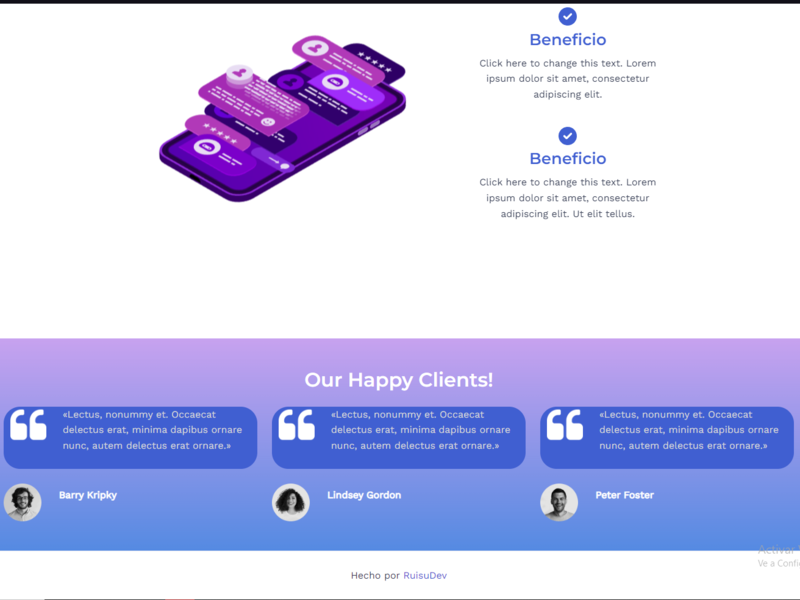 Beneficio
Click here to change this text. Lorem
ipsum dolor sit amet, consectetur
adipiscing elit.
Beneficio
Click here to change this text. Lorem
ipsum dolor sit amet, consectetur
adipiscing elit. Ut elit tellus.
Our Happy Clients!
«Lectus, nonummy et. Occaecat
delectus erat, minima dapibus ornare
nunc, autem delectus erat ornare.»
Barry Kripky
«Lectus, nonummy et. Occaecat
delectus erat, minima dapibus ornare
nunc, autem delectus erat ornare.»
Lindsey Gordon
«Lectus, nonummy et. Occaecat
delectus erat, minima dapibus ornare
nunc, autem delectus erat ornare.»
Peter Foster
Activar
Ve a Confi
Hecho por RuisuDev